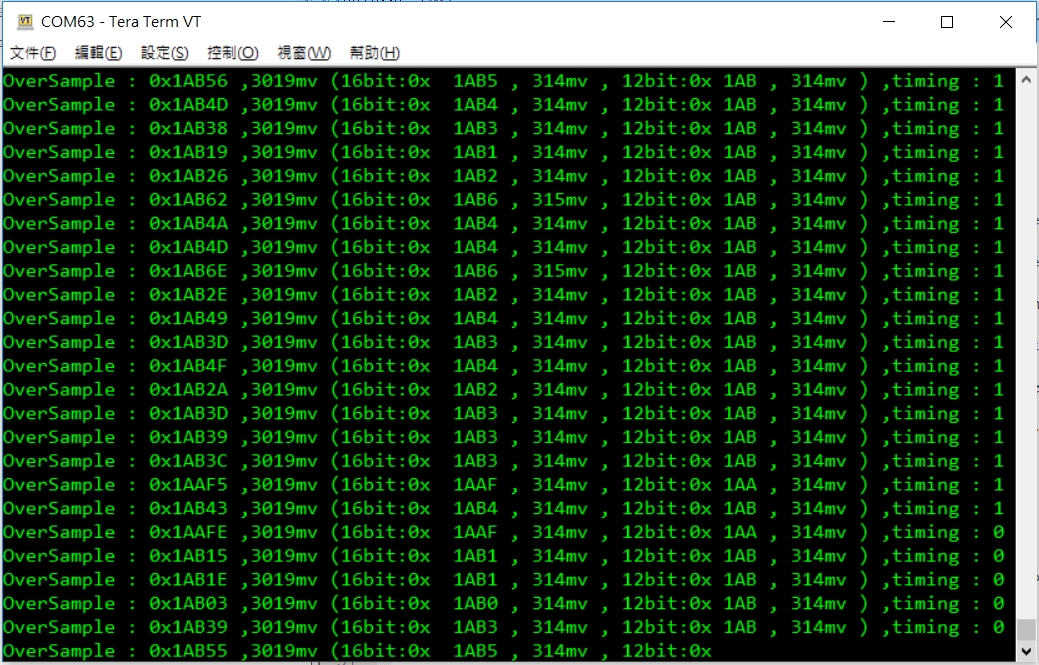 COM63 - Tera Term VT
文件(F) 編輯(E) 設定(S) 控制(O) 視窗(W) 幫助(H)
OverSample : 0x1AB56 ,3019mv (16bit:0x  1AB5 , 314mv , 12bit:0x 1AB , 314mv ) ,timing : 1
OverSample : 0x1AB4D ,3019mv (16bit:0x  1AB4 , 314mv , 12bit:0x 1AB , 314mv ) ,timing : 1
OverSample : 0x1AB38 ,3019mv (16bit:0x  1AB3 , 314mv , 12bit:0x 1AB , 314mv ) ,timing : 1
OverSample : 0x1AB19 ,3019mv (16bit:0x  1AB1 , 314mv , 12bit:0x 1AB , 314mv ) ,timing : 1
OverSample : 0x1AB26 ,3019mv (16bit:0x  1AB2 , 314mv , 12bit:0x 1AB , 314mv ) ,timing : 1
OverSample : 0x1AB62 ,3019mv (16bit:0x  1AB6 , 315mv , 12bit:0x 1AB , 314mv ) ,timing : 1
OverSample : 0x1AB4A ,3019mv (16bit:0x  1AB4 , 314mv , 12bit:0x 1AB , 314mv ) ,timing : 1
OverSample : 0x1AB4D ,3019mv (16bit:0x  1AB4 , 314mv , 12bit:0x 1AB , 314mv ) ,timing : 1
OverSample : 0x1AB6E ,3019mv (16bit:0x  1AB6 , 315mv , 12bit:0x 1AB , 314mv ) ,timing : 1
OverSample : 0x1AB2E ,3019mv (16bit:0x  1AB2 , 314mv , 12bit:0x 1AB , 314mv ) ,timing : 1
OverSample : 0x1AB49 ,3019mv (16bit:0x  1AB4 , 314mv , 12bit:0x 1AB , 314mv ) ,timing : 1
OverSample : 0x1AB3D ,3019mv (16bit:0x  1AB3 , 314mv , 12bit:0x 1AB , 314mv ) ,timing : 1
OverSample : 0x1AB4F ,3019mv (16bit:0x  1AB4 , 314mv , 12bit:0x 1AB , 314mv ) ,timing : 1
OverSample : 0x1AB2A ,3019mv (16bit:0x  1AB2 , 314mv , 12bit:0x 1AB , 314mv ) ,timing : 1
OverSample : 0x1AB3D ,3019mv (16bit:0x  1AB3 , 314mv , 12bit:0x 1AB , 314mv ) ,timing : 1
OverSample : 0x1AB39 ,3019mv (16bit:0x  1AB3 , 314mv , 12bit:0x 1AB , 314mv ) ,timing : 1
OverSample : 0x1AB3C ,3019mv (16bit:0x  1AB3 , 314mv , 12bit:0x 1AB , 314mv ) ,timing : 1
OverSample : 0x1AAF5 ,3019mv (16bit:0x  1AAF , 314mv , 12bit:0x 1AA , 314mv ) ,timing : 1
OverSample : 0x1AB43 ,3019mv (16bit:0x  1AB4 , 314mv , 12bit:0x 1AB , 314mv ) ,timing : 1
OverSample : 0x1AAFE ,3019mv (16bit:0x  1AAF , 314mv , 12bit:0x 1AA , 314mv ) ,timing : 0
OverSample : 0x1AB15 ,3019mv (16bit:0x  1AB1 , 314mv , 12bit:0x 1AB , 314mv ) ,timing : 0
OverSample : 0x1AB1E ,3019mv (16bit:0x  1AB1 , 314mv , 12bit:0x 1AB , 314mv ) ,timing : 0
OverSample : 0x1AB03 ,3019mv (16bit:0x  1AB0 , 314mv , 12bit:0x 1AB , 314mv ) ,timing : 0
OverSample : 0x1AB39 ,3019mv (16bit:0x  1AB3 , 314mv , 12bit:0x 1AB , 314mv ) ,timing : 0
OverSample : 0x1AB55 ,3019mv (16bit:0x  1AB5 , 314mv , 12bit:0x